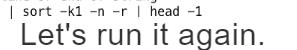 | sort -k1 -n -r | head -1
Let's run it again.